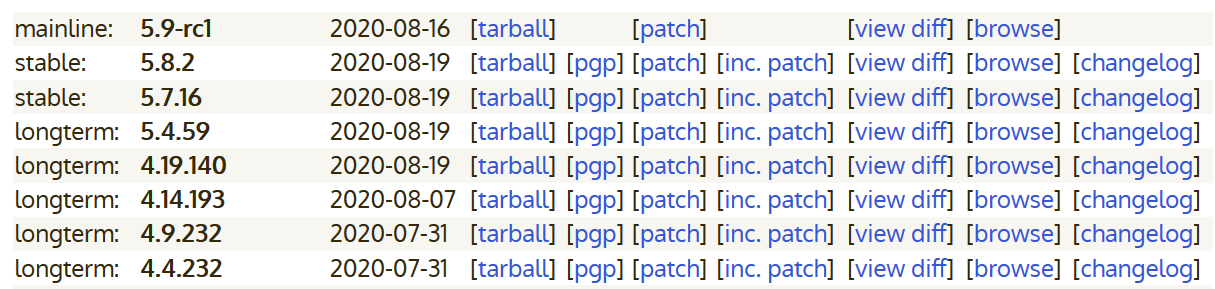 mainline: 5.9-rc1 2020-08-16 [tarball] [patch] [view diff] [browse]
stable: 5.8.2 2020-08-19 [tarball] [pgp] [patch] [inc. patch] [view diff] [browse] [changelog]
stable: 5.7.16 2020-08-19 [tarball] [pgp] [patch] [inc. patch] [view diff] [browse] [changelog]
longterm: 5.4.59 2020-08-19 [tarball] [pgp] [patch] [inc. patch] [view diff] [browse] [changelog]
longterm: 4.19.140 2020-08-19 [tarball] [pgp] [patch] [inc. patch] [view diff] [browse] [changelog]
longterm: 4.14.193 2020-08-07 [tarball] [pgp] [patch] [inc. patch] [view diff] [browse] [changelog]
longterm: 4.9.232 2020-07-31 [tarball] [pgp] [patch] [inc. patch] [view diff] [browse] [changelog]
longterm: 4.4.232 2020-07-31 [tarball] [pgp] [patch] [inc. patch] [view diff] [browse] [changelog]